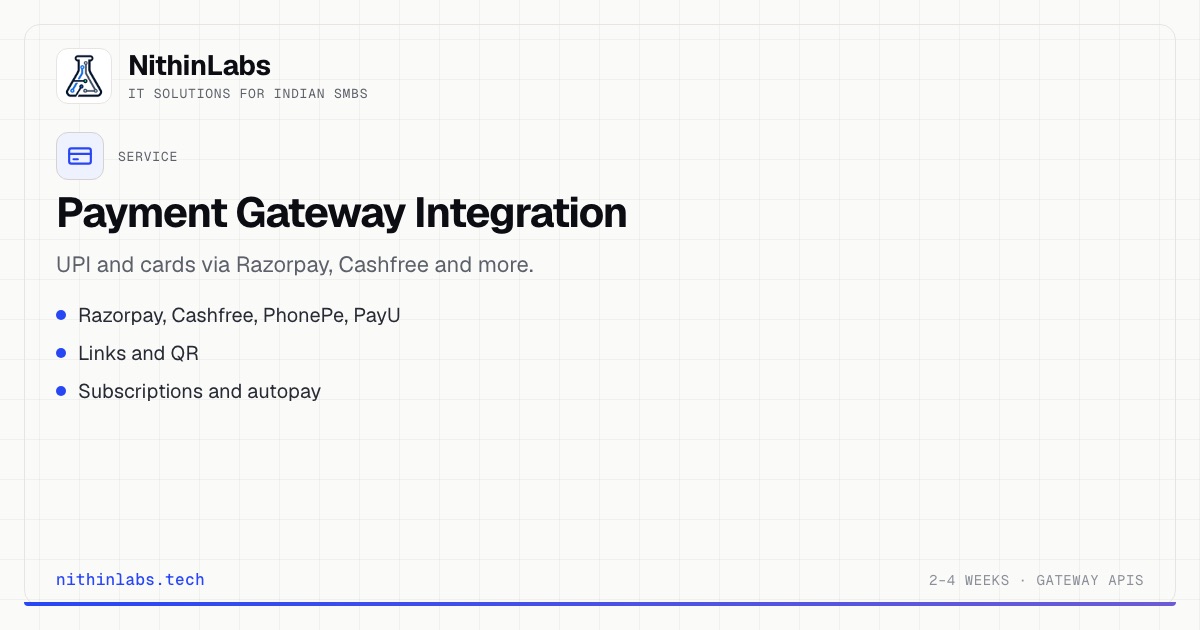 NithinLabs
IT SOLUTIONS FOR INDIAN SMBS
SERVICE
Payment Gateway Integration
UPI and cards via Razorpay, Cashfree and more.
Razorpay, Cashfree, PhonePe, PayU
Links and QR
Subscriptions and autopay
nithinlabs.tech
2–4 WEEKS · GATEWAY APIS